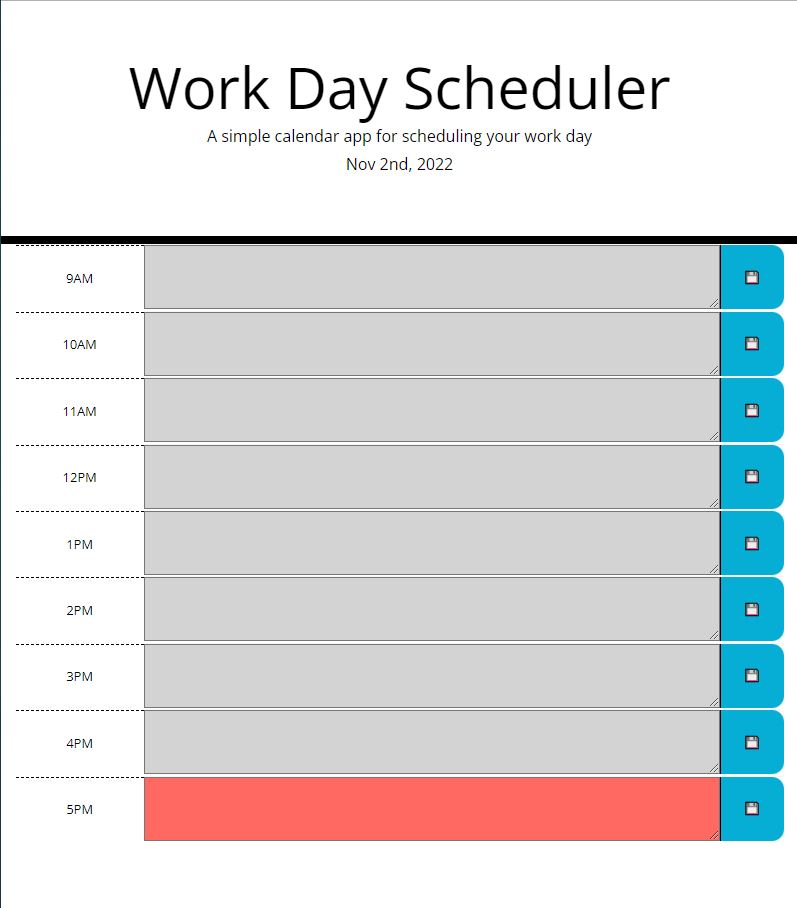 Work Day Scheduler
A simple calendar app for scheduling your work day
Nov 2nd, 2022
9AM
10AM
11AM
12PM
1PM
2PM
3PM
4PM
5PM